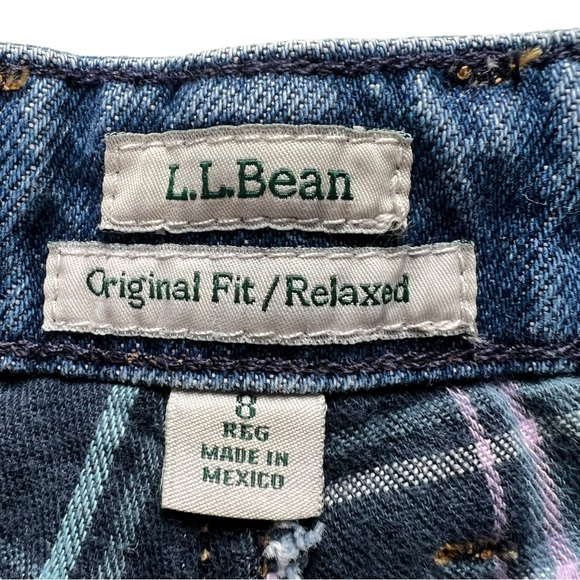 L.L.Bean
Original Fit / Relaxed
8
REG
MADE IN
MEXICO